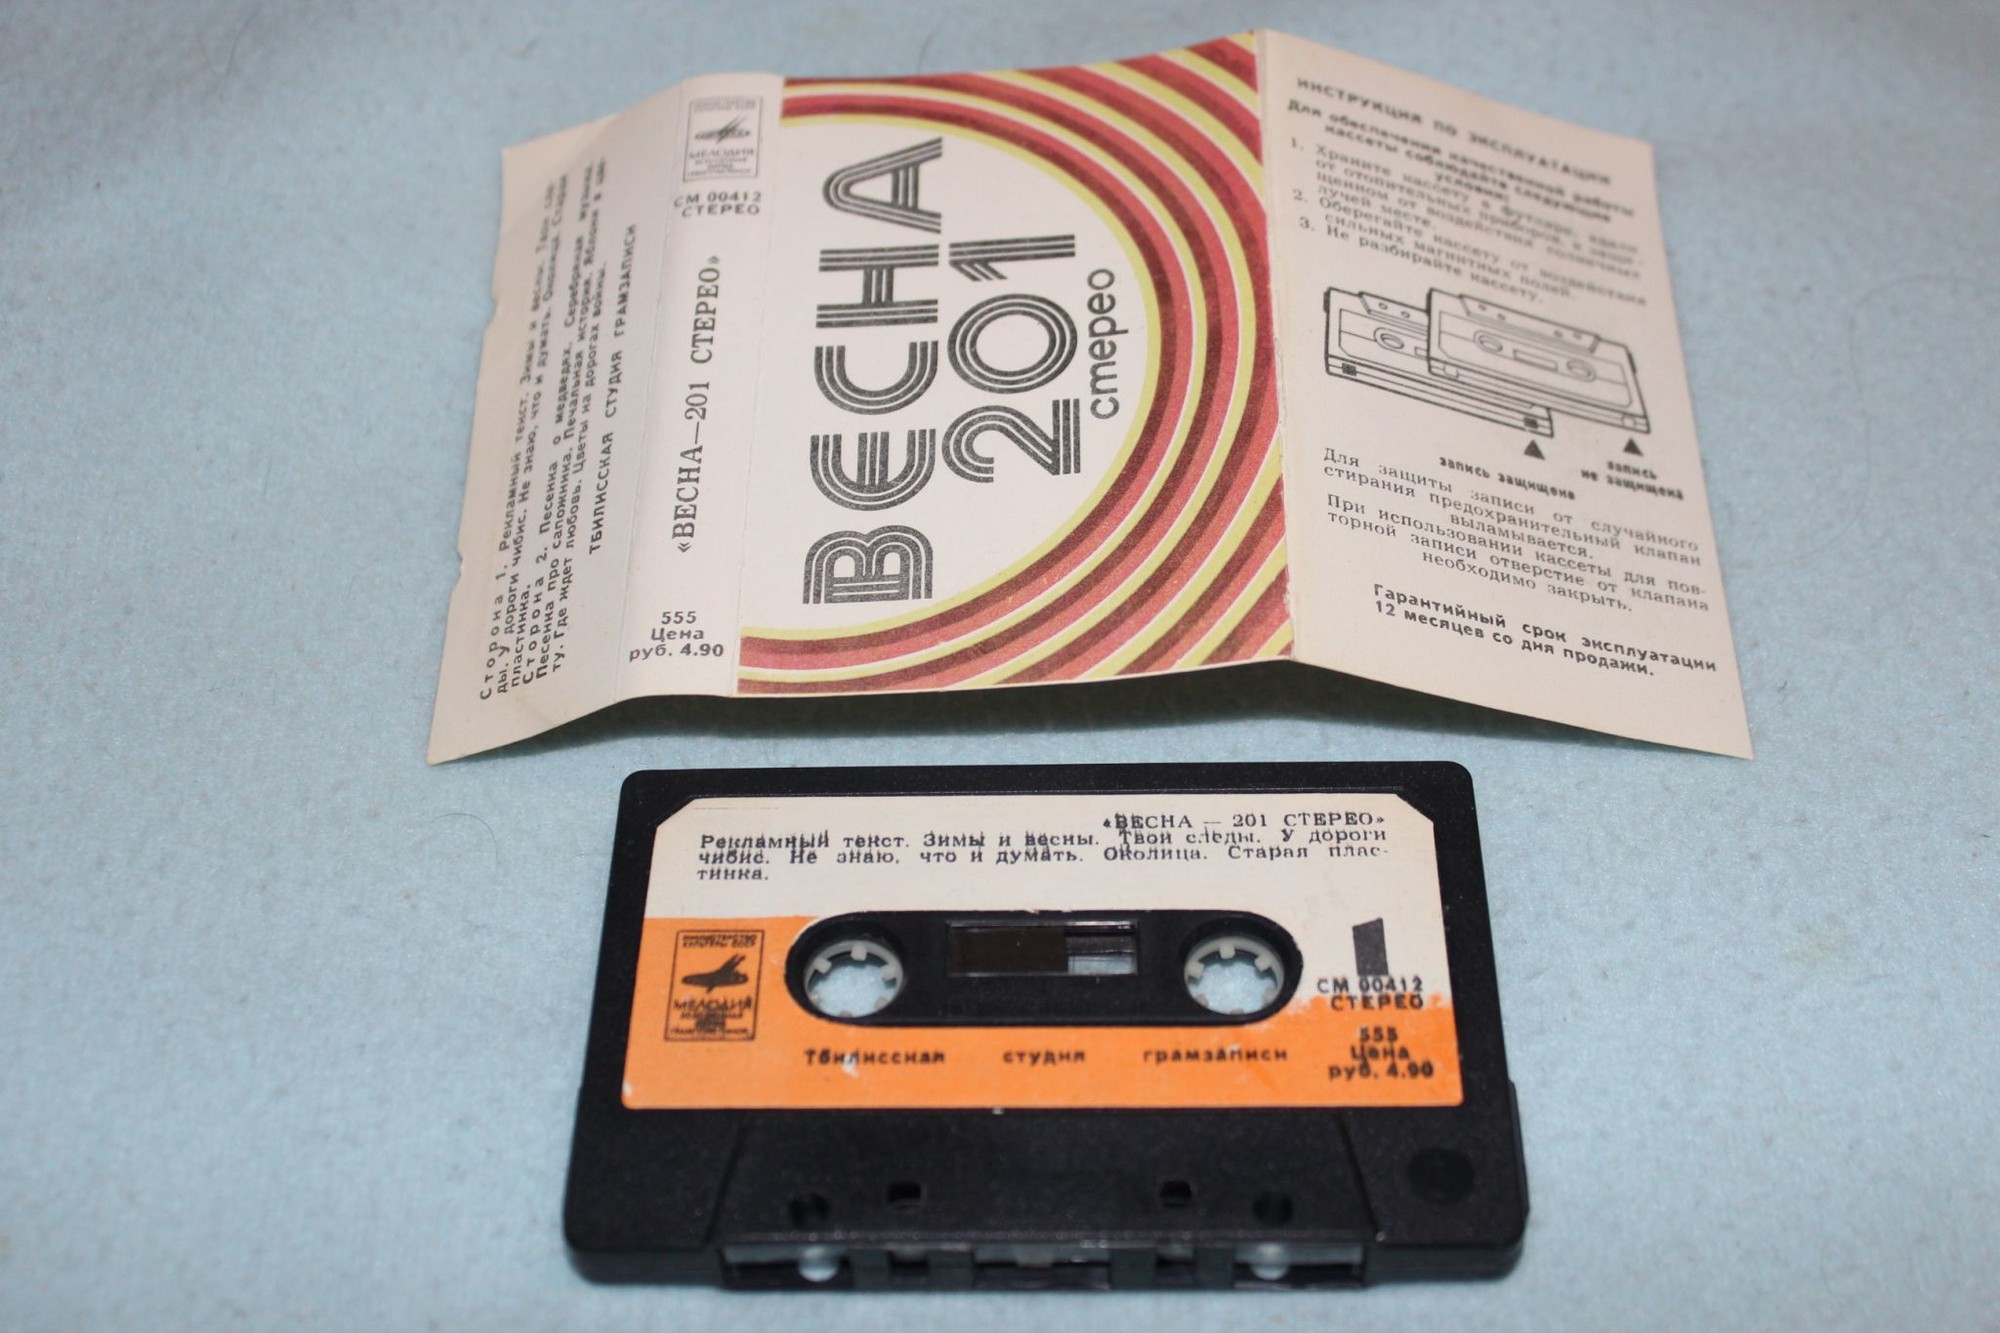 Сторона 1. Рекламный текст. Зимы и весны. Твои сле-
ды. У дороги чибис. Не знаю, что и думать. Околица. Старая
пластинка.
Сторона 2. Песенка о медведях. Серебряная музыка.
Песенка про сапожника. Печальная история. Яблони в цве-
ту. Где ждет любовь. Цветы на дорогах войны.
ТБИЛИССКАЯ СТУДИЯ ГРАМЗАПИСИ
МЕЛОДИЯ
СМ 00412
СТЕРЕО
«ВЕСНА—201 СТЕРЕО»
555
Цена
руб. 4.90
ВЕСНА
201
стерео
ИНСТРУКЦИЯ ПО ЭКСПЛУАТАЦИИ
Для обеспечения качественной работы
кассеты соблюдайте следующие
условия:
1. Храните кассету в футляре, вдали
от отопительных приборов, в защи-
щенном от воздействия солнечных
лучей месте.
2. Оберегайте кассету от воздействия
сильных магнитных полей.
3. Не разбирайте кассету.
запись защищена
запись
не защищена
Для защиты записи от случайного
стирания предохранительный клапан
выламывается.
При использовании кассеты для пов-
торной записи отверстие от клапана
необходимо закрыть.
Гарантийный срок эксплуатации
12 месяцев со дня продажи.
«ВЕСНА — 201 СТЕРЕО»
Рекламный текст. Зимы и весны. Твои следы. У дороги
чибис. Не знаю, что и думать. Околица. Старая плас-
тинка.
МИНИСТЕРСТВО
КУЛЬТУРЫ СССР
МЕЛОДИЯ
1
СМ 00412
СТЕРЕО
555
Цена
руб. 4.90
Тбилисская студия грамзаписи